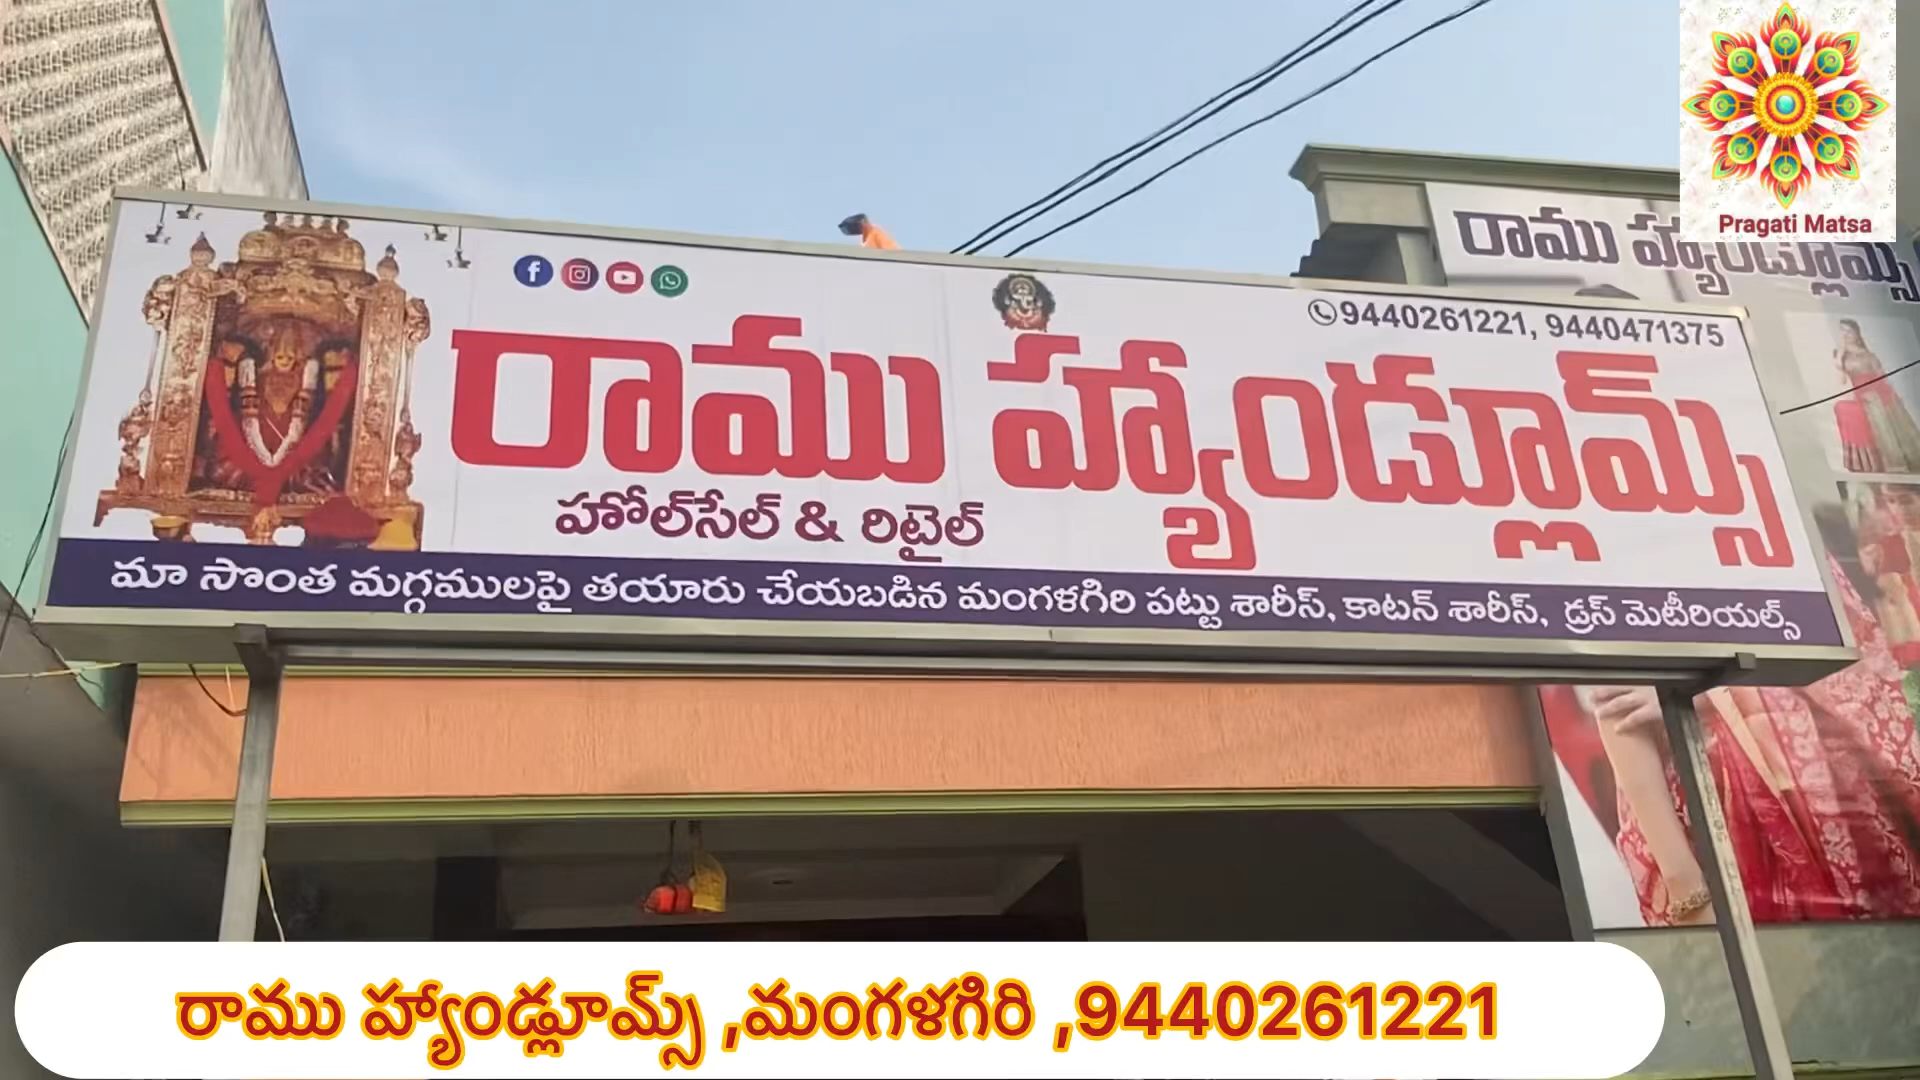 Pragati Matsa
రాము హ్యాండ్లూమ్స్
9440261221, 9440471375
రాము హ్యాండ్లూమ్స్
హోల్‌సేల్ & రిటైల్
మా సొంత మగ్గములపై తయారు చేయబడిన మంగళగిరి పట్టు శారీస్, కాటన్ శారీస్, డ్రస్ మెటీరియల్స్
రాము హ్యాండ్లూమ్స్ ,మంగళగిరి ,9440261221